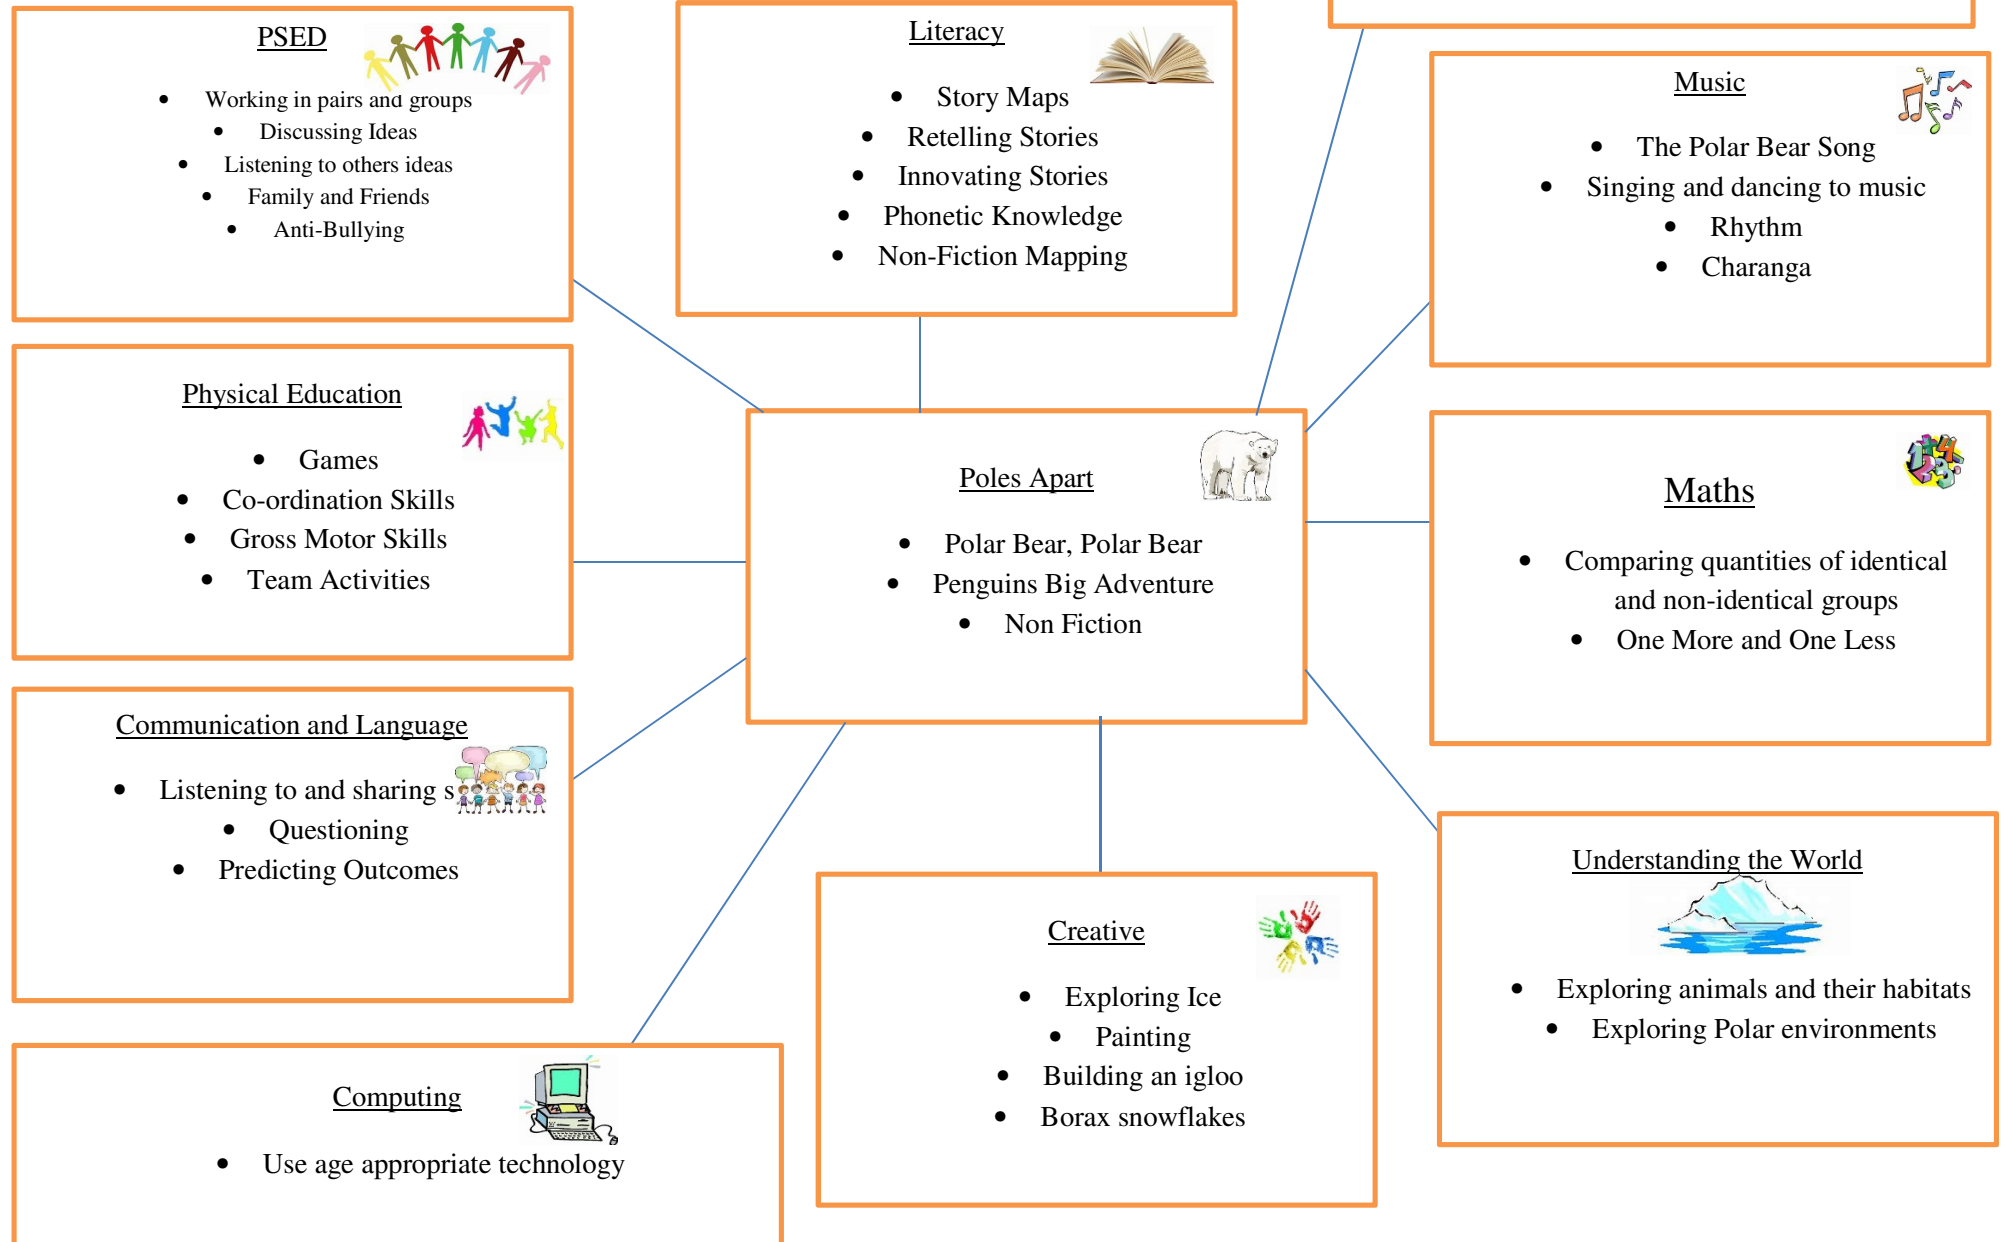 PSED
• Working in pairs and groups
• Discussing Ideas
• Listening to others ideas
• Family and Friends
• Anti-Bullying
Literacy
• Story Maps
• Retelling Stories
• Innovating Stories
• Phonetic Knowledge
• Non-Fiction Mapping
Music
• The Polar Bear Song
• Singing and dancing to music
• Rhythm
• Charanga
Physical Education
• Games
• Co-ordination Skills
• Gross Motor Skills
• Team Activities
Poles Apart
• Polar Bear, Polar Bear
• Penguins Big Adventure
• Non Fiction
Maths
• Comparing quantities of identical
and non-identical groups
• One More and One Less
Communication and Language
• Listening to and sharing
• Questioning
• Predicting Outcomes
Creative
• Exploring Ice
• Painting
• Building an igloo
• Borax snowflakes
Understanding the World
• Exploring animals and their habitats
• Exploring Polar environments
Computing
• Use age appropriate technology